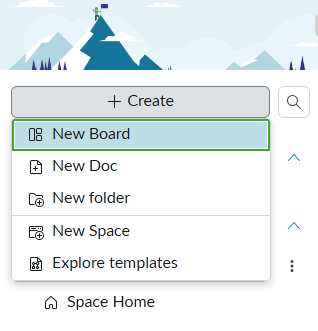 Create
New Board
New Doc
New folder
New Space
Explore templates
Space Home